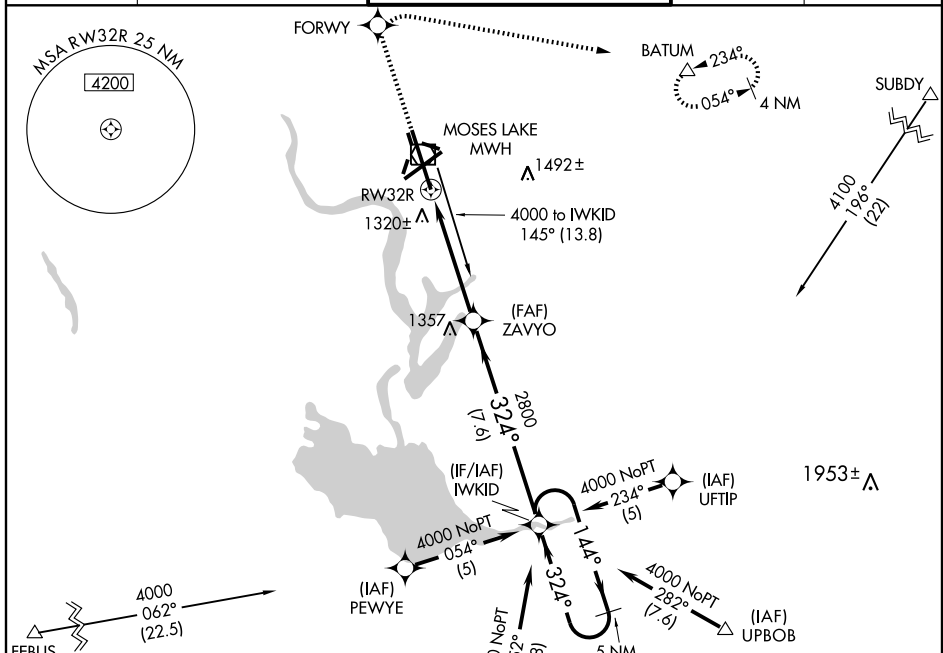 FORWY
MSA RW32R 25 NM
4200
BATUM
234°
054°
4 NM
SUBDY
MOSES LAKE
MWH
1492±
4100
196°
(22)
RW32R
1320±
4000 to IWKID
145° (13.8)
(FAF)
ZAVYO
1357
2800
324°
(7.6)
(IF/IAF)
IWKID
4000 NoPT
234°
(5)
(IAF)
UFTIP
1953±
4000 NoPT
054°
(5)
(IAF)
PEWYE
144°
324°
4000 NoPT
282°
(7.6)
(IAF)
UPBOB
4000
062°
(22.5)
NoPT
5 NM